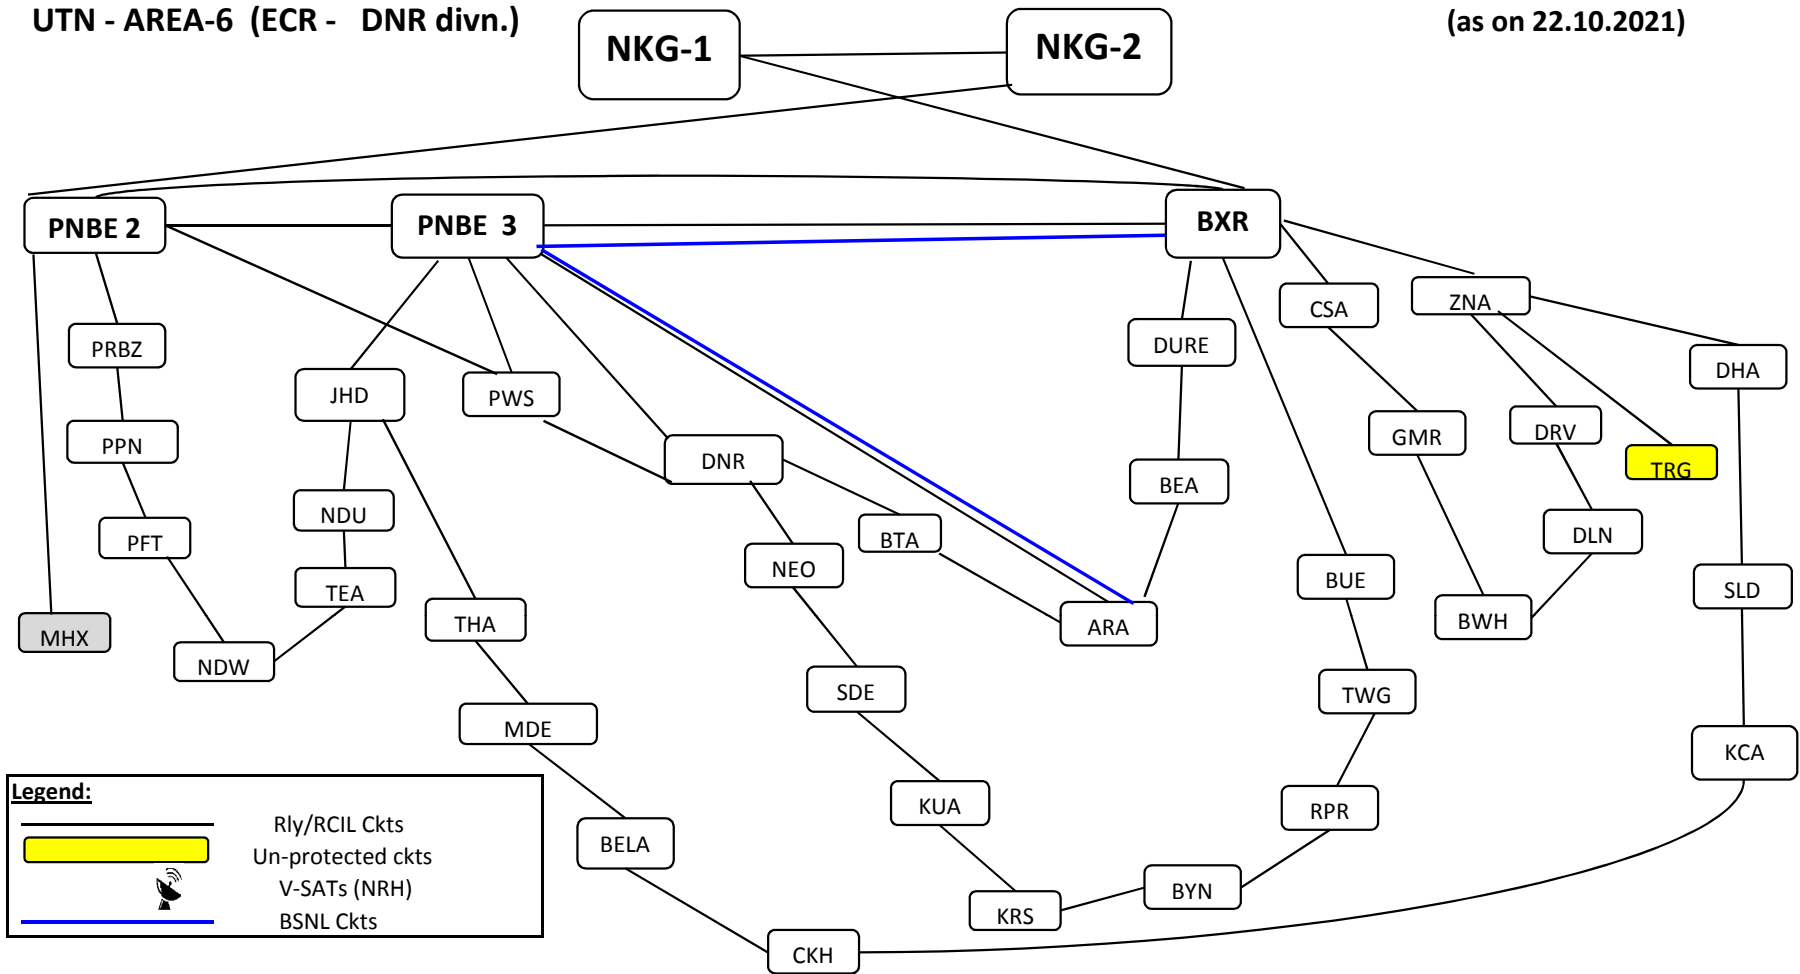 UTN - AREA-6 (ECR - DNR divn.)
(as on 22.10.2021)
NKG-1
NKG-2
PNBE 2
PNBE 3
BXR
CSA
ZNA
PRBZ
DURE
DHA
JHD
PWS
PPN
GMR
DRV
DNR
TRG
BEA
NDU
PFT
BTA
DLN
NEO
TEA
BUE
SLD
MHX
THA
ARA
BWH
NDW
SDE
TWG
MDE
KCA
KUA
RPR
BELA
BYN
KRS
CKH
Legend:
Rly/RCIL Ckts
Un-protected ckts
V-SATs (NRH)
BSNL Ckts